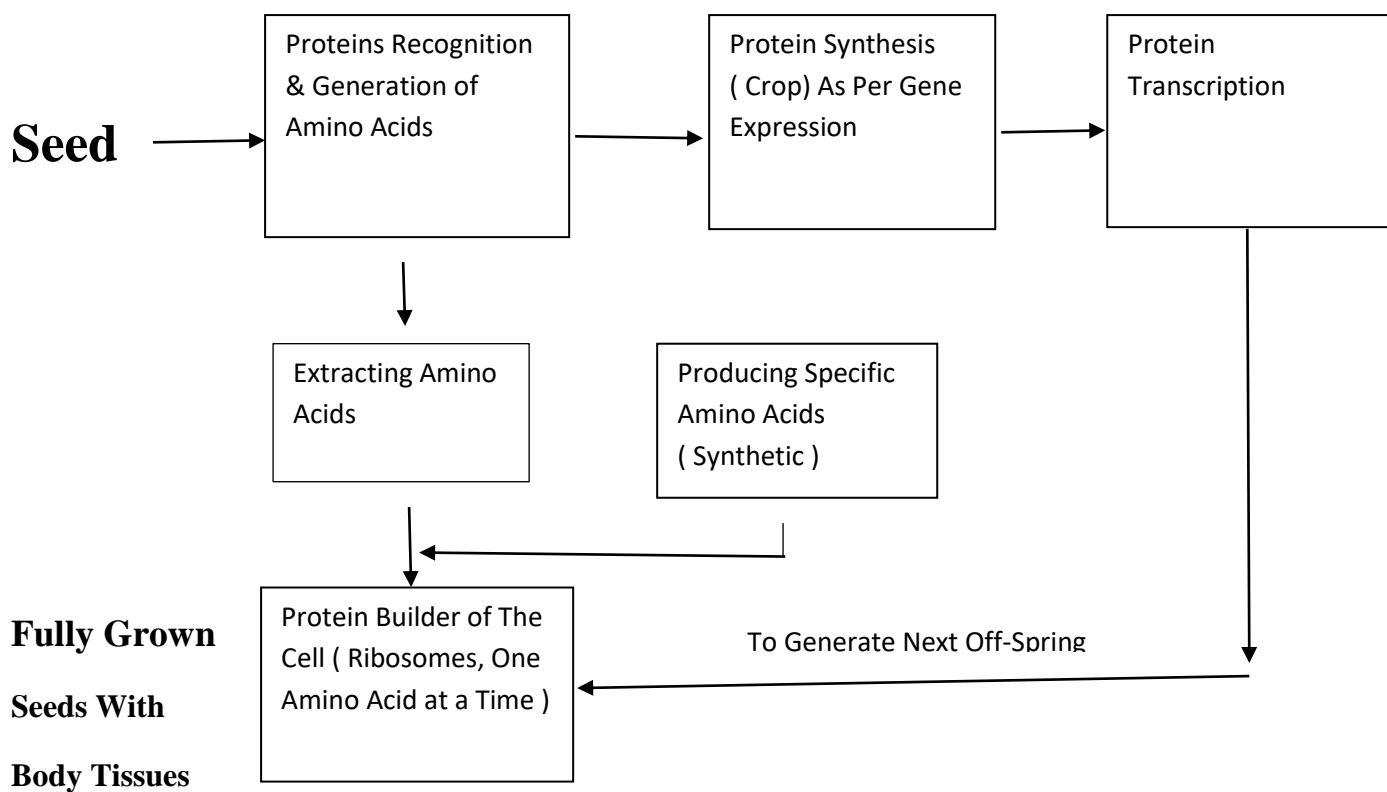 Proteins Recognition
& Generation of
Amino Acids
Protein Synthesis
( Crop) As Per Gene
Expression
Protein
Transcription
Seed
Extracting Amino
Acids
Producing Specific
Amino Acids
( Synthetic )
Protein Builder of The
Cell ( Ribosomes, One
Amino Acid at a Time )
To Generate Next Off-Spring
Fully Grown
Seeds With
Body Tissues